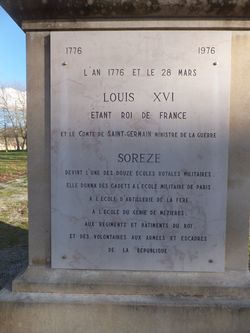 1776 1976
L'AN 1776 ET LE 28 MARS
LOUIS XVI
ETANT ROI DE FRANCE
ET LE COMTE DE SAINT-GERMAIN MINISTRE DE LA GUERRE
SOREZE
DEVINT L'UNE DES DOUZE ECOLES ROYALES MILITAIRES
ELLE DONNA DES CADETS A L'ECOLE MILITAIRE DE PARIS
A L'ECOLE D'ARTILLERIE DE LA FERE
A L'ECOLE DU GENIE DE MEZIERES
AUX REGIMENTS ET BATIMENTS DU ROI
ET DES VOLONTAIRES AUX ARMEES ET ESCADRES
DE LA REPUBLIQUE